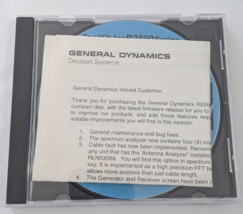 GENERAL DYNAMICS
Decision Systems
General Dynamics Valued Customer,
Thank you for purchasing the General Dynamics
compact disk, with the latest firmware release for you to
to improve our products, and add those features
notable improvements you will find in this version:
1. General maintenance and bug fixes.
2. The spectrum analyzer now contains four (4)
3. Cable fault has now been implemented.
any unit that has the 'Antenna Analyzer'
You will find this option in spectrum
key. It is implemented as a high precision FFT
allows more analysis than just cable length.
4. The Generator and Receiver screen have been